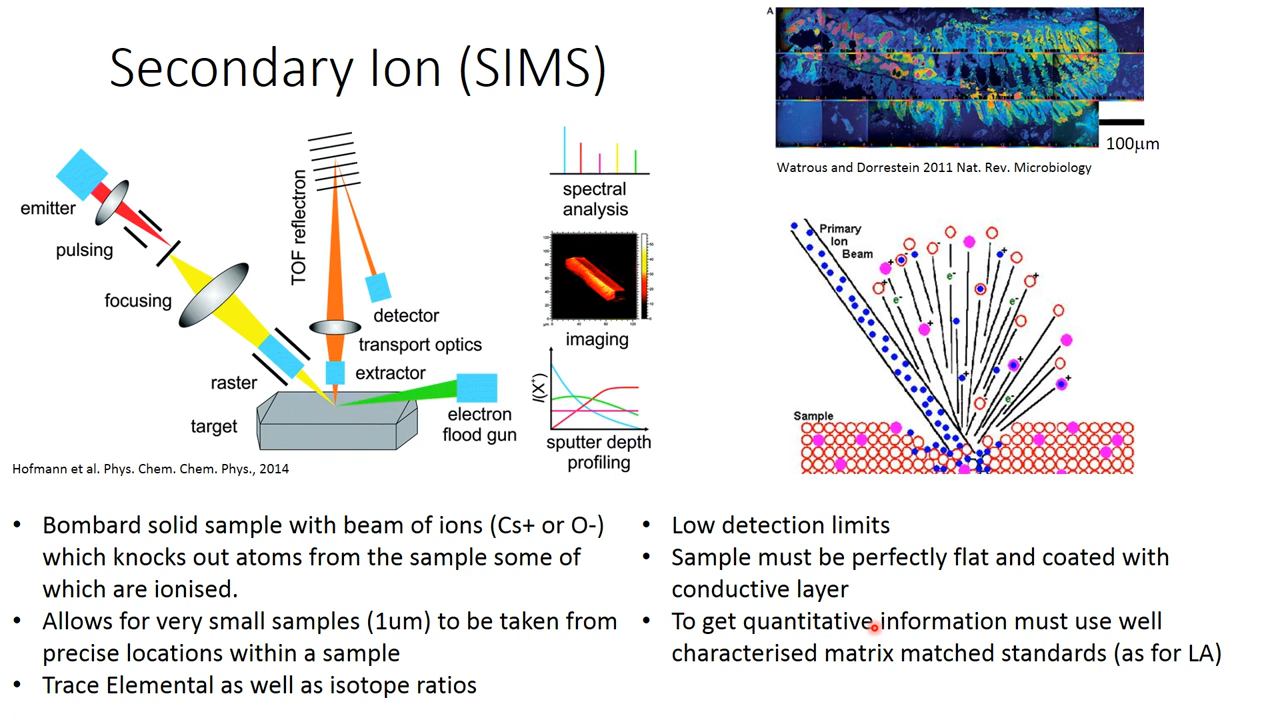 Secondary Ion (SIMS)
A
100µm
Watrous and Dorrestein 2011 Nat. Rev. Microbiology
emitter
pulsing
focusing
raster
target
TOF reflectron
detector
transport optics
extractor
electron
flood gun
spectral
analysis
imaging
I(X⁺)
sputter depth
profiling
Hofmann et al. Phys. Chem. Chem. Phys., 2014
Primary
Ion
Beam
e-
e-
e-
e-
Sample
• Bombard solid sample with beam of ions (Cs+ or O-)
which knocks out atoms from the sample some of
which are ionised.
• Allows for very small samples (1um) to be taken from
precise locations within a sample
• Trace Elemental as well as isotope ratios
• Low detection limits
• Sample must be perfectly flat and coated with
conductive layer
• To get quantitative information must use well
characterised matrix matched standards (as for LA)